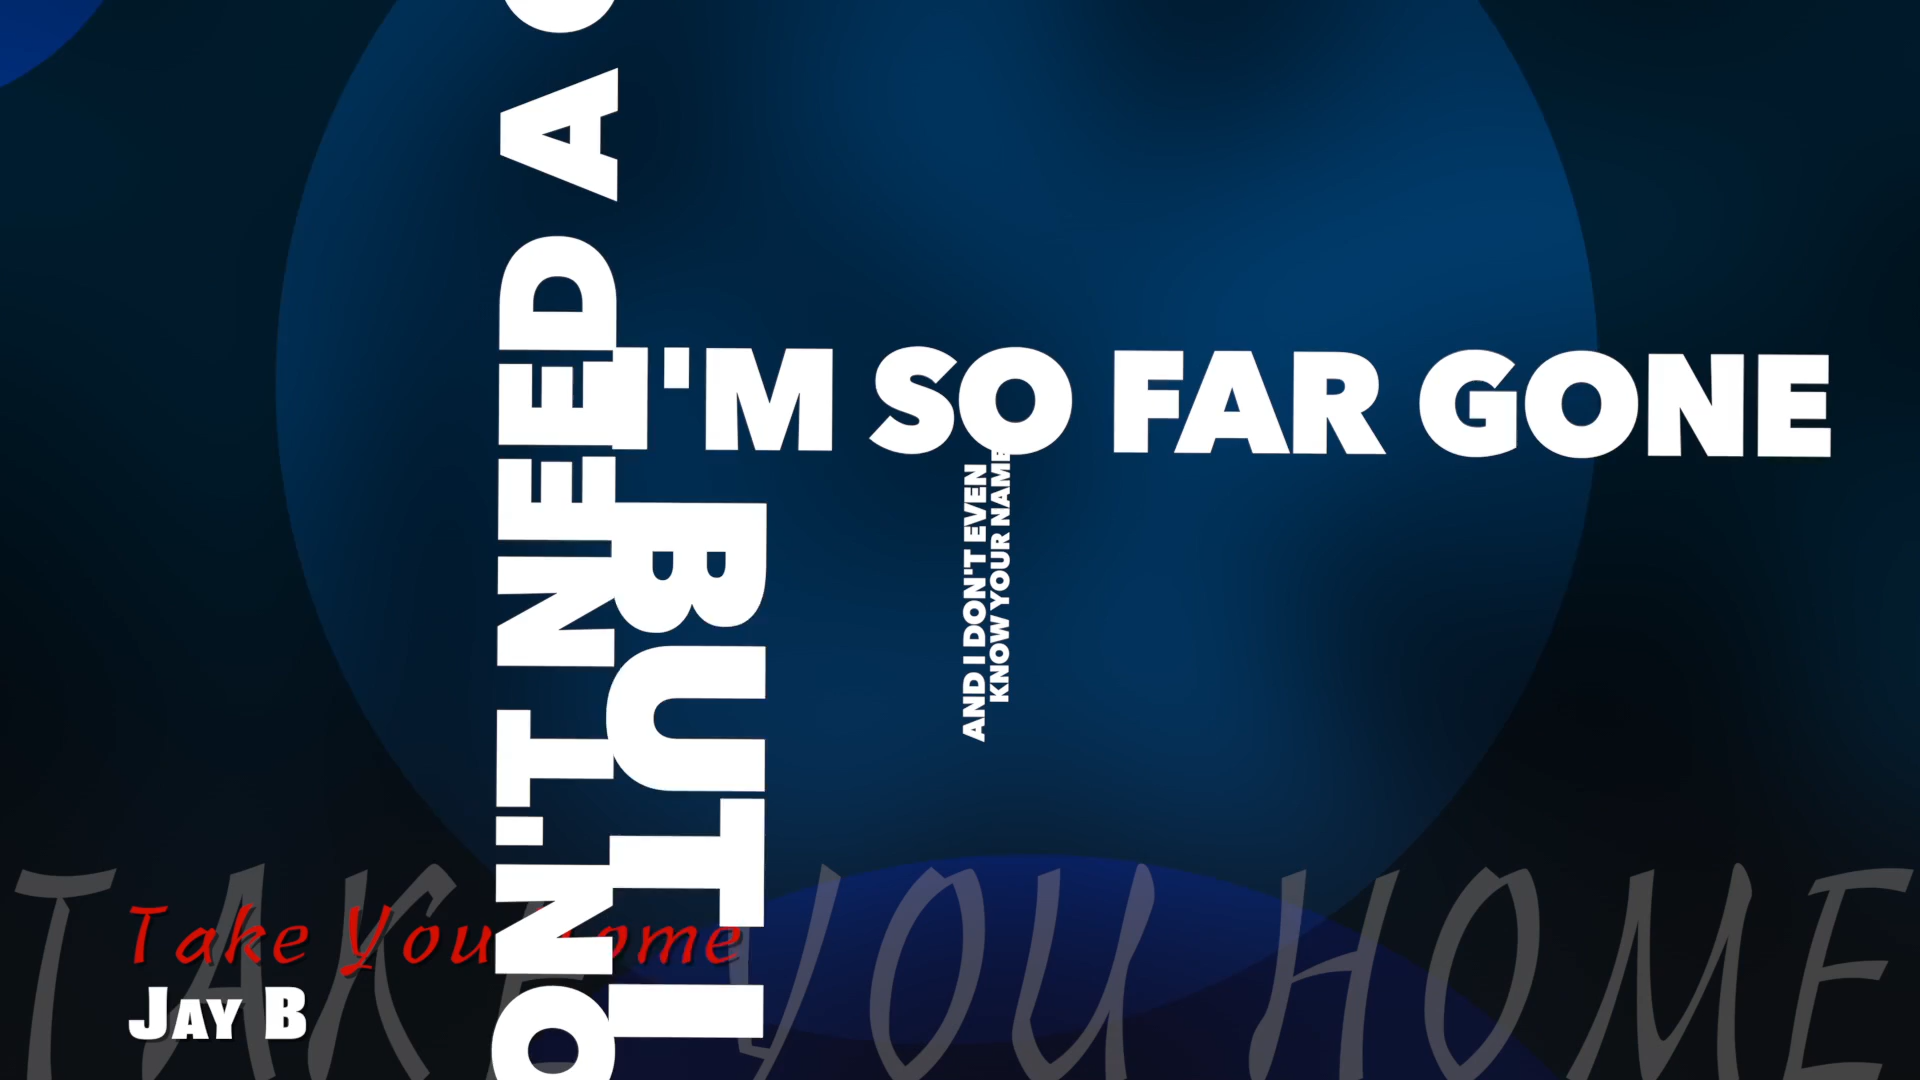 ON'T NEED A
I'M SO FAR GONE
BUT I
AND I DON'T EVEN
KNOW YOUR NAME
TAKE YOU HOME
Take You Home
JAY B